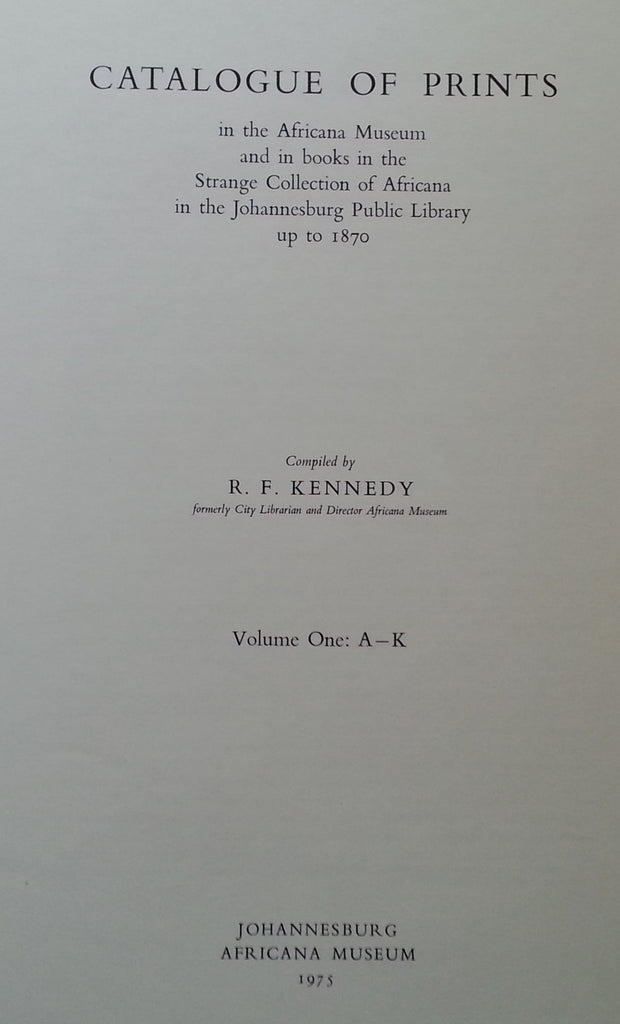 CATALOGUE OF PRINTS
in the Africana Museum
and in books in the
Strange Collection of Africana
in the Johannesburg Public Library
up to 1870
Compiled by
R. F. KENNEDY
formerly City Librarian and Director Africana Museum
Volume One: A–K
JOHANNESBURG
AFRICANA MUSEUM
1975